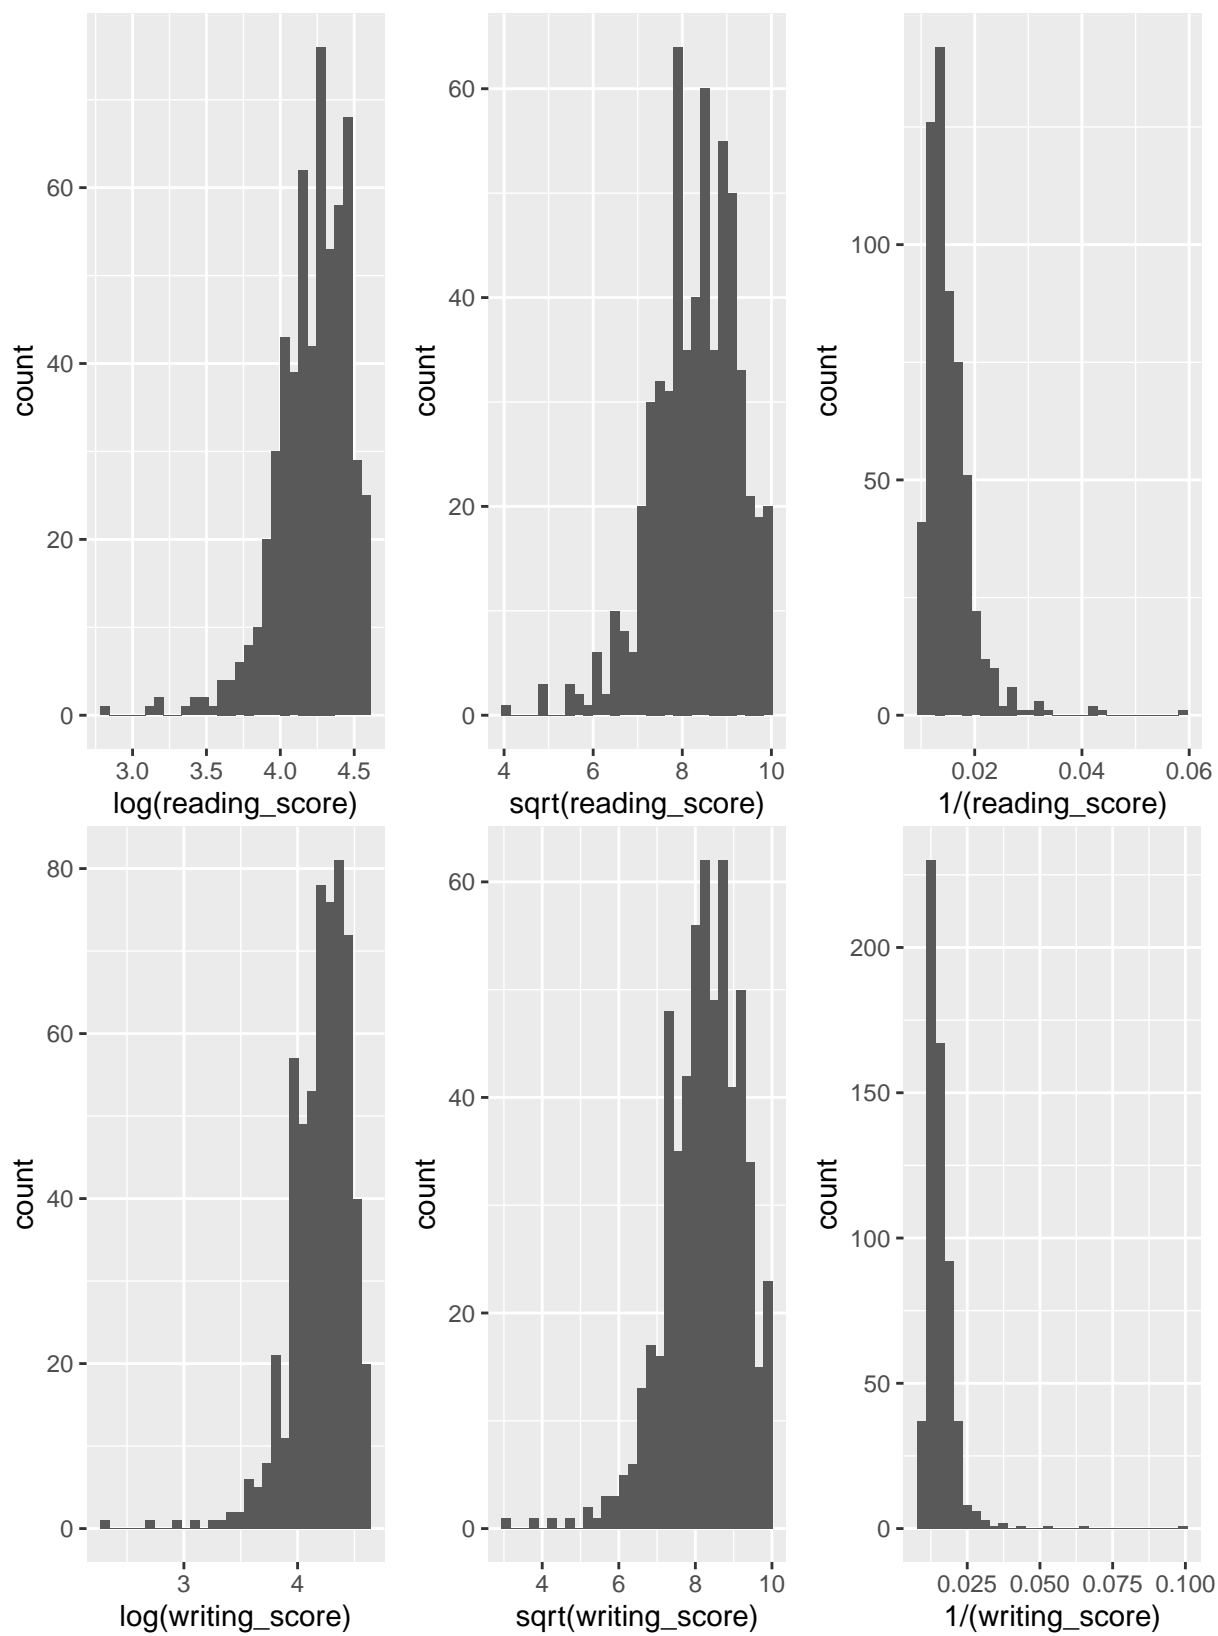 count
60
40
20
0
3.0 3.5 4.0 4.5
log(reading_score)
count
60
40
20
0
4 6 8 10
sqrt(reading_score)
count
100
50
0
0.02 0.04 0.06
1/(reading_score)
count
80
60
40
20
0
3 4
log(writing_score)
count
60
40
20
0
4 6 8 10
sqrt(writing_score)
count
200
150
100
50
0
0.025 0.050 0.075 0.100
1/(writing_score)